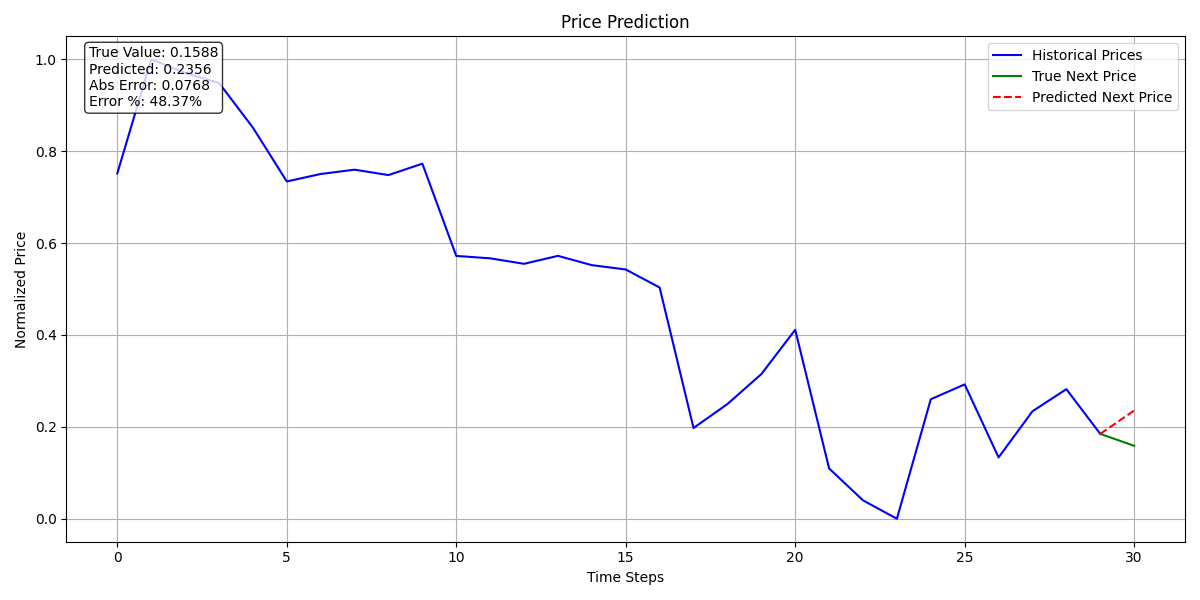 Price Prediction
True Value: 0.1588
Predicted: 0.2356
Abs Error: 0.0768
Error %: 48.37%
Historical Prices
True Next Price
Predicted Next Price
Normalized Price
1.0
0.8
0.6
0.4
0.2
0.0
0 5 10 15 20 25 30
Time Steps